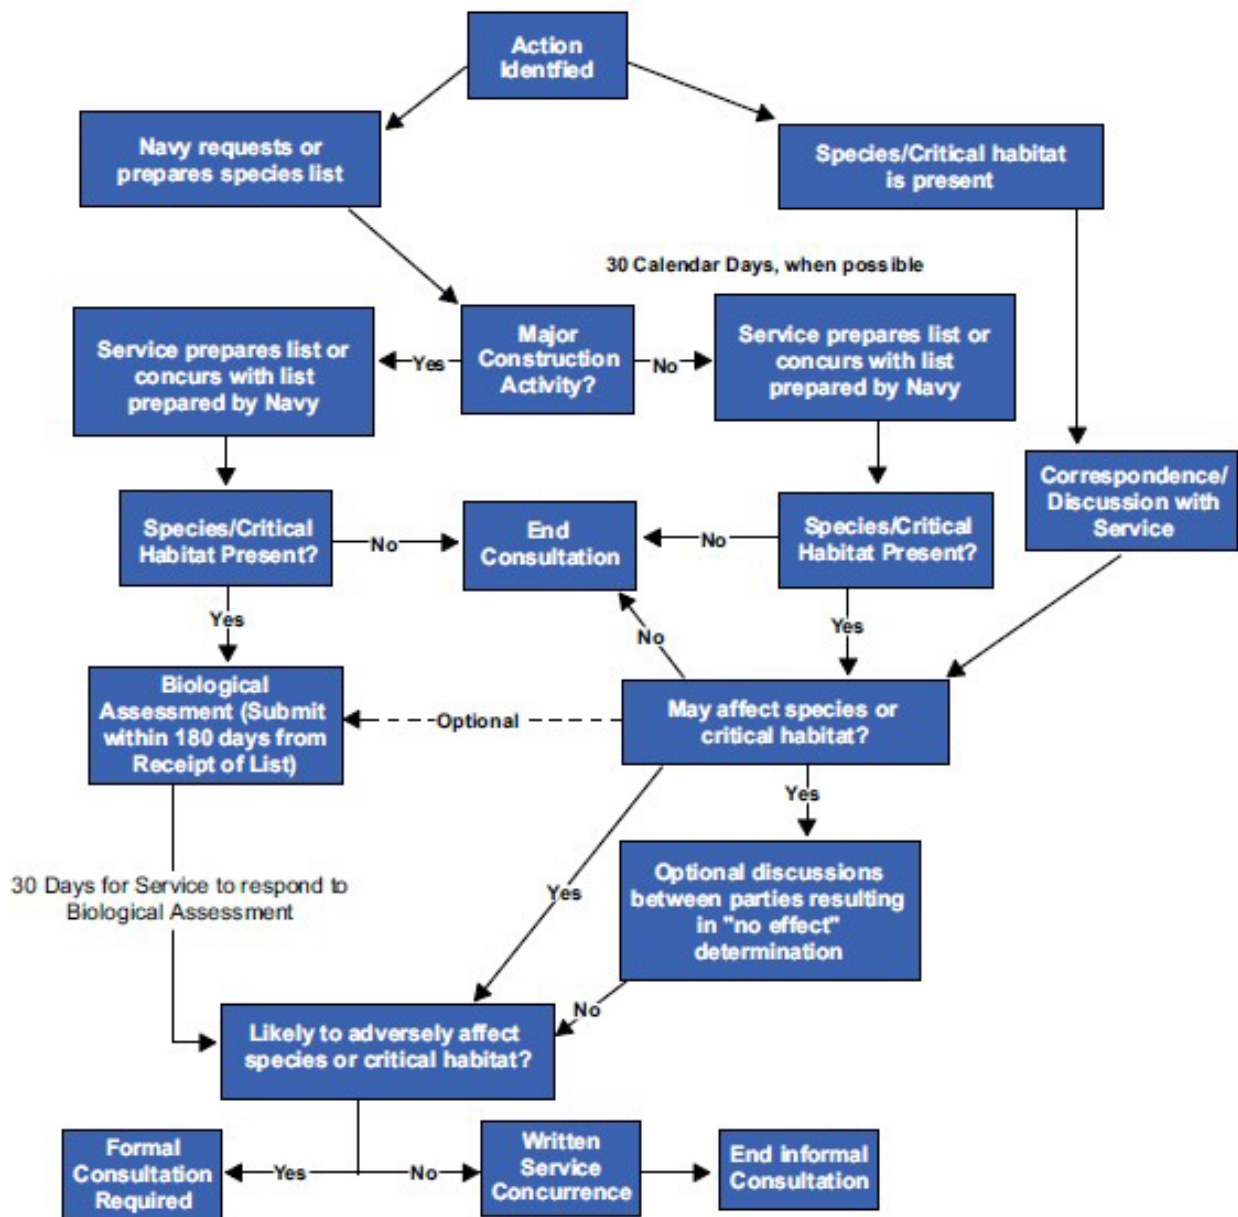 Action
Identfied
Navy requests or
prepares species list
Species/Critical habitat
is present
30 Calendar Days, when possible
Service prepares list or
concurs with list
prepared by Navy
Yes
Major
Construction
Activity?
No
Service prepares list or
concurs with list
prepared by Navy
Correspondence/
Discussion with
Service
Species/Critical
Habitat Present?
No
End
Consultation
No
Species/Critical
Habitat Present?
Yes
No
Yes
Biological
Assessment (Submit
within 180 days from
Receipt of List)
Optional
May affect species or
critical habitat?
Yes
30 Days for Service to respond to
Biological Assessment
Yes
Optional discussions
between parties resulting
in "no effect"
determination
No
Likely to adversely affect
species or critical habitat?
Formal
Consultation
Required
Yes
No
Written
Service
Concurrence
End informal
Consultation